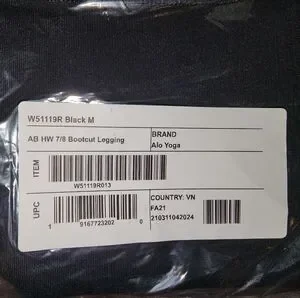 W51119R Black M
AB HW 7/8 Bootcut Legging
BRAND
Alo Yoga
ITEM
W51119R013
UPC
1 9167723202 0
COUNTRY: VN
FA21
210311042024